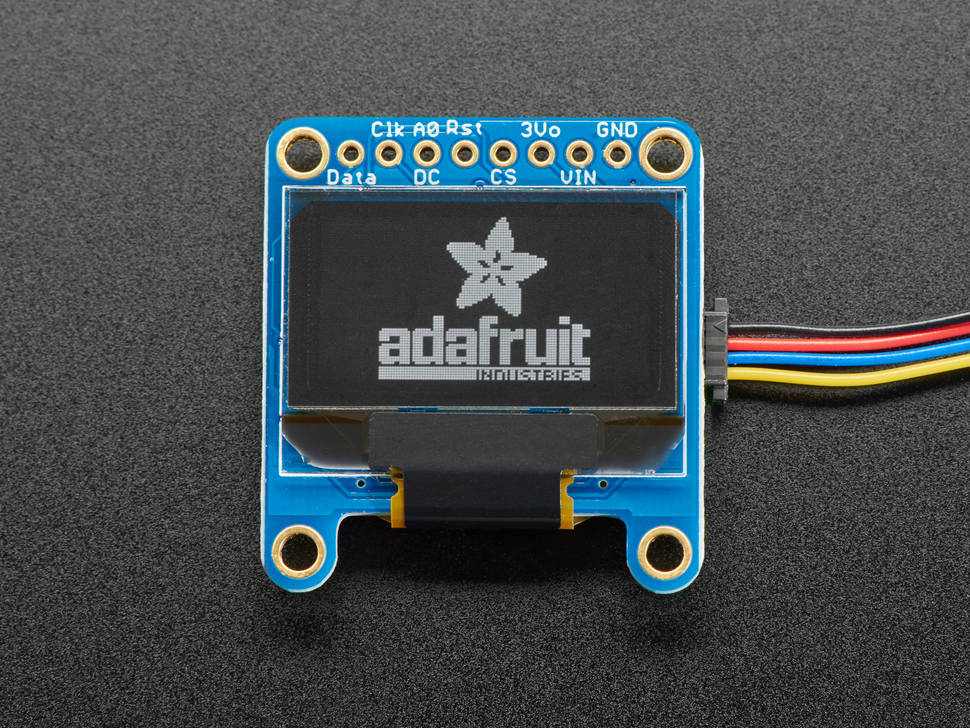 Clk A0 Rst 3Vo GND
Data DC CS VIN
adafruit
INDUSTRIES